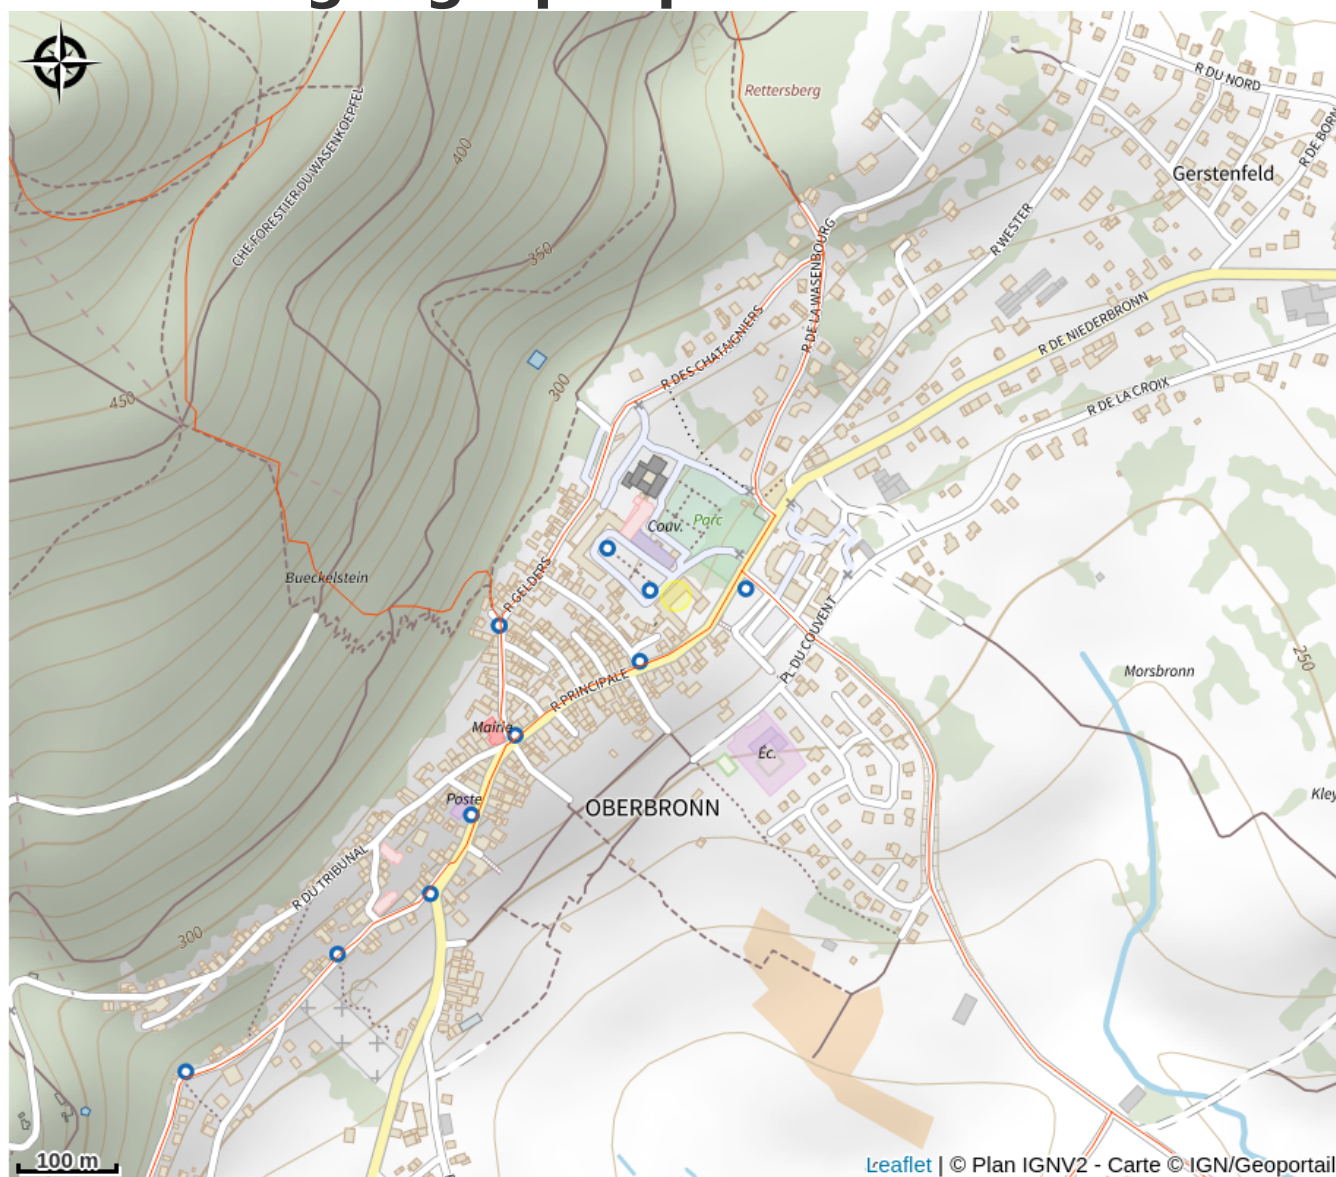 R DU NORD
Rettersberg
R DE BORN
400
CHE FORESTIER DU WASENKOEPFEL
Gerstenfeld
R WESTER
350
R DE LA WASENBOURG
R DE NIEDERBRONN
R DES CHATAIGNIERS
300
450
R DE LA CROIX
Couv.
Parc
Bueckelstein
R GELDERS
PL DU COUVENT
250
Morsbronn
R PRINCIPALE
Mairie
Éc.
Poste
OBERBRONN
Kley
R DU TRIBUNAL
300
100 m
Leaflet | © Plan IGNV2 - Carte © IGN/Geoportail